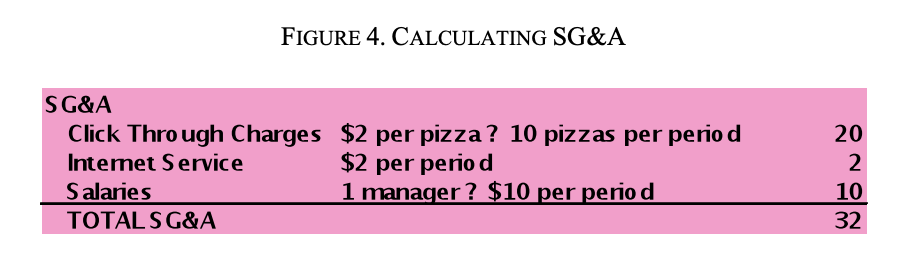 FIGURE 4. CALCULATING SG&A
SG&A
Click Through Charges $2 per pizza ? 10 pizzas per period 20
Internet Service $2 per period 2
Salaries 1 manager ? $10 per period 10
TOTAL SG&A 32